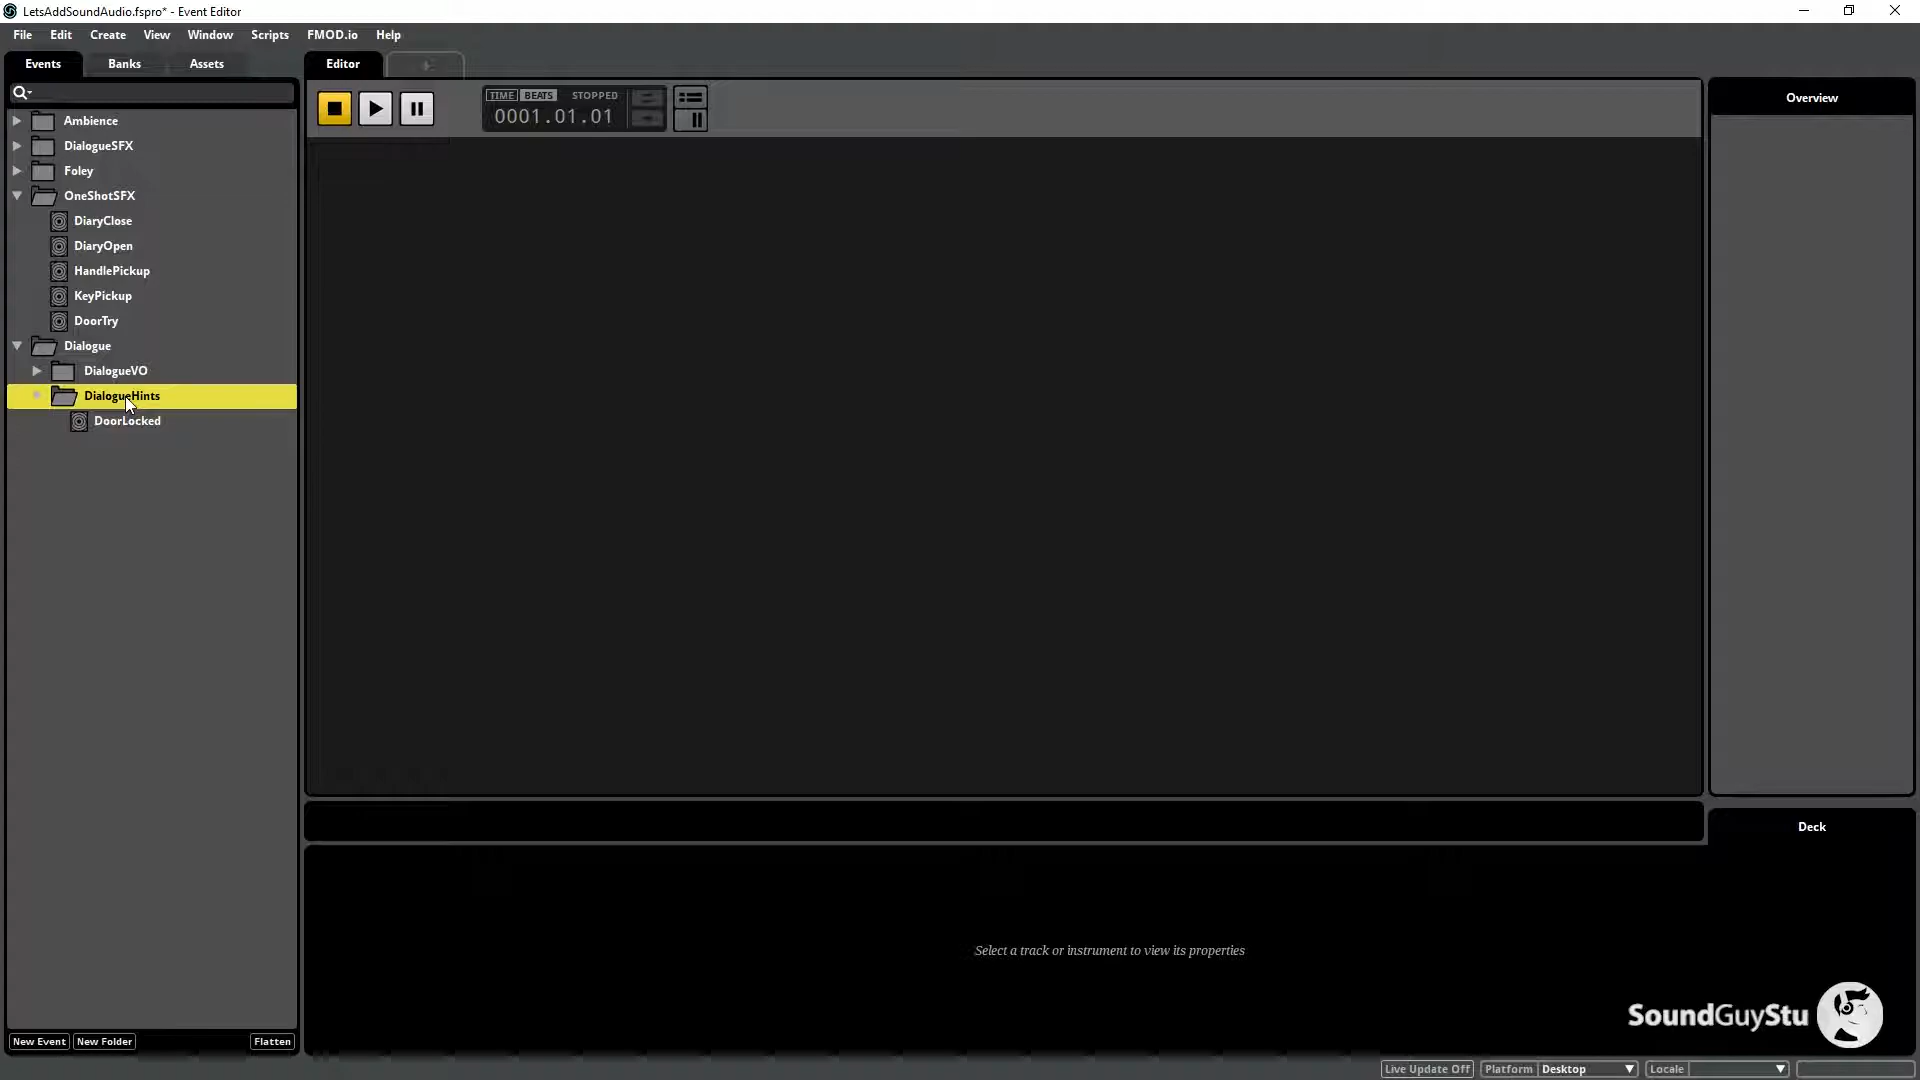 LetsAddSoundAudio.fspro* - Event Editor
File Edit Create View Window Scripts FMOD.io Help
Events Banks Assets
Editor
TIME BEATS STOPPED
0001.01.01
Overview
Ambience
DialogueSFX
Foley
OneShotSFX
DiaryClose
DiaryOpen
HandlePickup
KeyPickup
DoorTry
Dialogue
DialogueVO
DialogueHints
DoorLocked
Deck
Select a track or instrument to view its properties
SoundGuyStu
New Event New Folder Flatten
Live Update Off Platform Desktop Locale